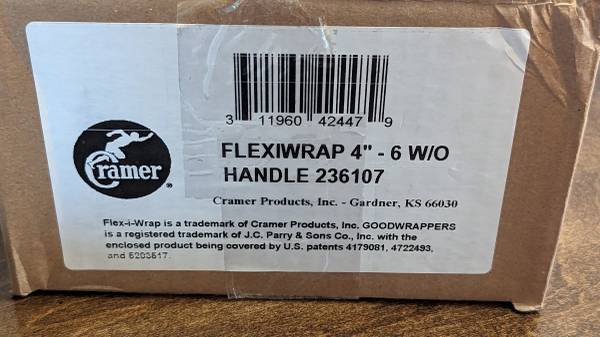 3 11960 42447 9
FLEXIWRAP 4" - 6 W/O
HANDLE 236107
Cramer
®
Cramer Products, Inc. - Gardner, KS 66030
Flex-i-Wrap is a trademark of Cramer Products, Inc. GOODWRAPPERS
is a registered trademark of J.C. Parry & Sons Co., Inc. with the
enclosed product being covered by U.S. patents 4179081, 4722493,
and 5203517.